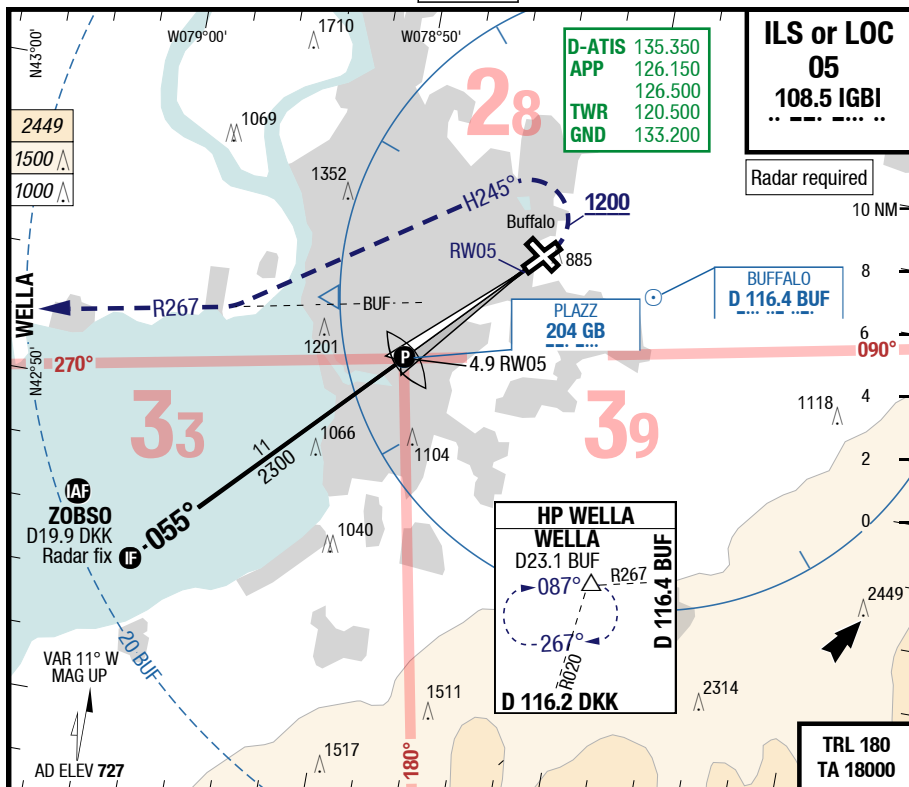 ILS or LOC
05
108.5 IGBI
Radar required
D-ATIS 135.350
APP 126.150
126.500
TWR 120.500
GND 133.200
W079°00'
W078°50'
N43°00'
N42°50'
2449
1500
1000
1710
1069
1352
28
H245°
1200
Buffalo
RW05
885
10 NM
8
6
4
2
0
WELLA
R267
BUF
BUFFALO
D 116.4 BUF
PLAZZ
204 GB
1201
270°
P
4.9 RW05
090°
33
39
1118
1066
1104
11
2300
055°
IAF
ZOBSO
D19.9 DKK
Radar fix
IF
1040
HP WELLA
WELLA
D23.1 BUF
R267
087°
267°
R020
D 116.4 BUF
D 116.2 DKK
2449
20 BUF
VAR 11° W
MAG UP
AD ELEV 727
1511
2314
1517
180°
TRL 180
TA 18000